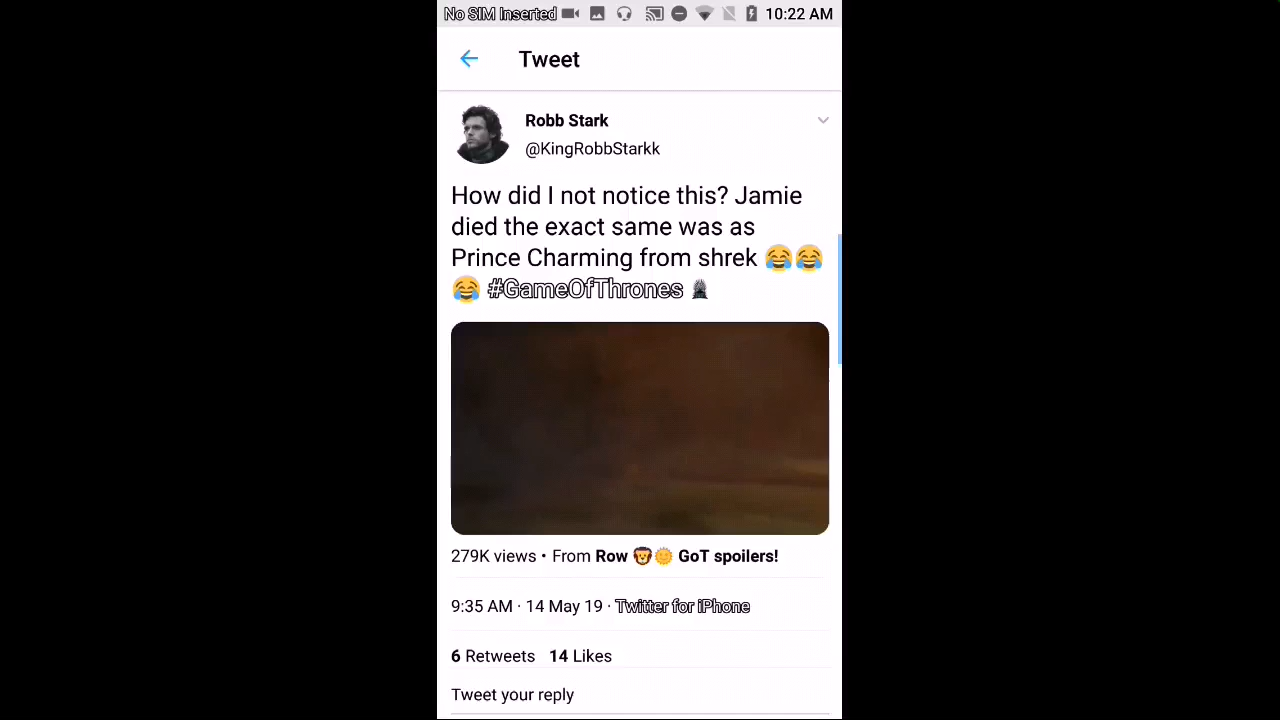 No SIM Inserted 10:22 AM
Tweet
Robb Stark
@KingRobbStarkk
How did I not notice this? Jamie
died the exact same was as
Prince Charming from shrek 😂😂
😂 #GameOfThrones
279K views • From Row 🦁🌞 GoT spoilers!
9:35 AM · 14 May 19 · Twitter for iPhone
6 Retweets 14 Likes
Tweet your reply